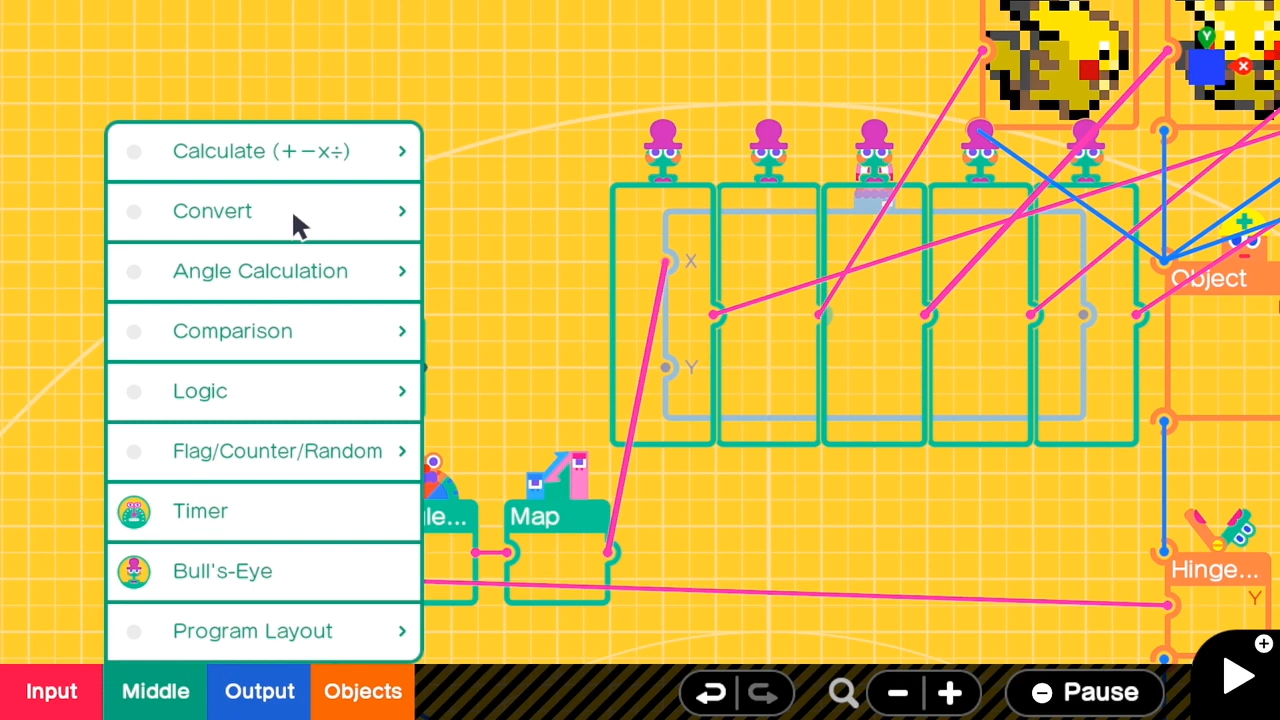 Calculate (+−×÷)
Convert
Angle Calculation
Comparison
Logic
Flag/Counter/Random
Timer
Bull's-Eye
Program Layout
X
Y
le...
Map
Y
Object
Hinge...
Y
Input
Middle
Output
Objects
Pause